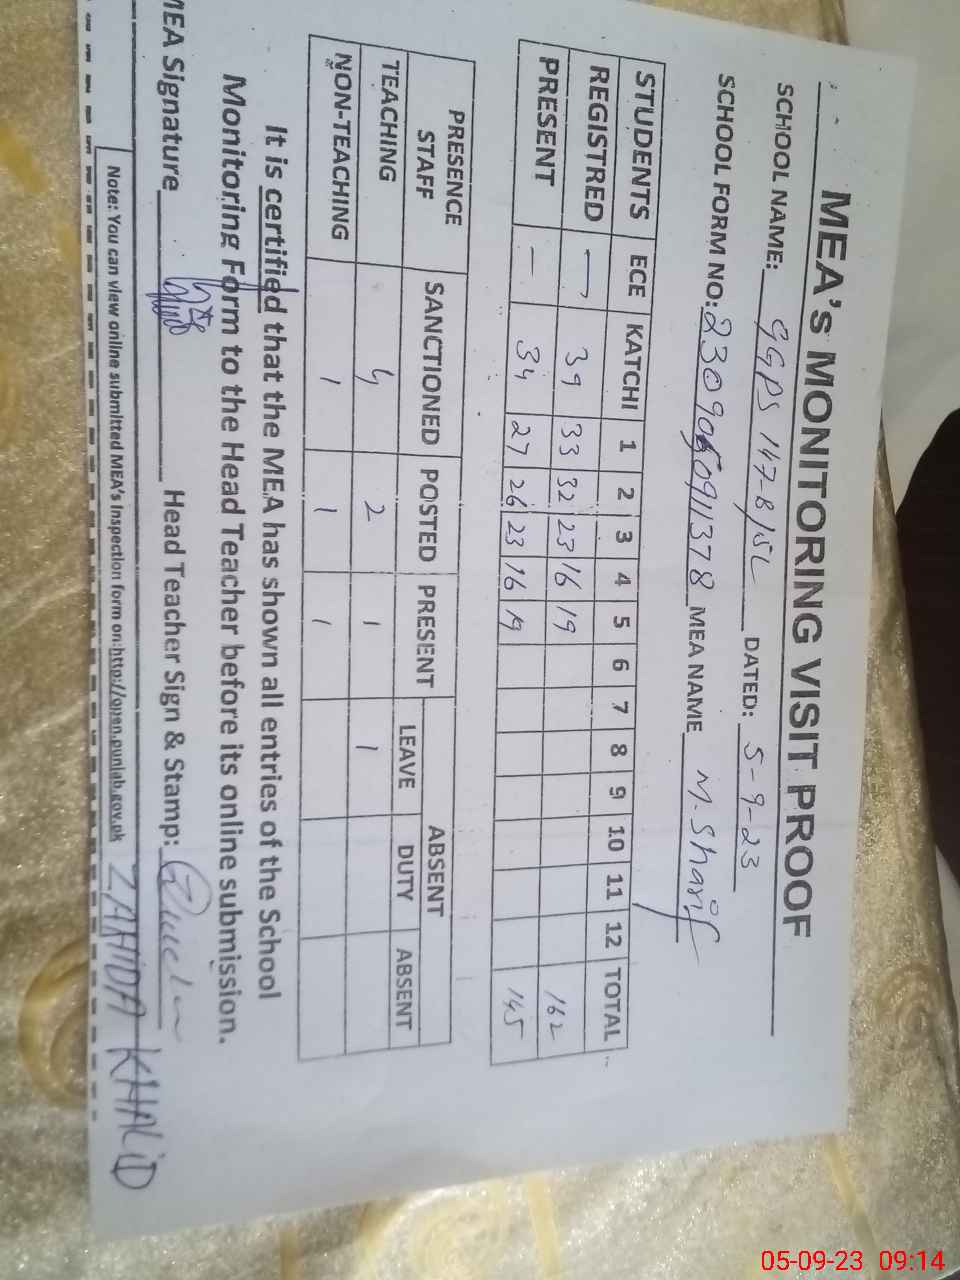 MEA's MONITORING VISIT PROOF
SCHOOL NAME: GGPS 147-B/5L DATED: 5-9-23
SCHOOL FORM NO: MEA NAME M. Sharif
STUDENTS ECE KATCHI 1 2 3 4 5 6 7 8 9 10 11 12 TOTAL
REGISTRED — 39 33 32 23 16 19 162
PRESENT — 34 27 26 23 16 19 145
PRESENCE STAFF SANCTIONED POSTED PRESENT ABSENT
LEAVE DUTY ABSENT
TEACHING 4 2 1 1
NON-TEACHING 1 1 1
It is certified that the MEA has shown all entries of the School
Monitoring Form to the Head Teacher before its online submission.
MEA Signature Head Teacher Sign & Stamp:
ZAHIDA KHALID
Note: You can view online submitted MEA's Inspection form on:http://open.punjab.gov.pk
05-09-23 09:14